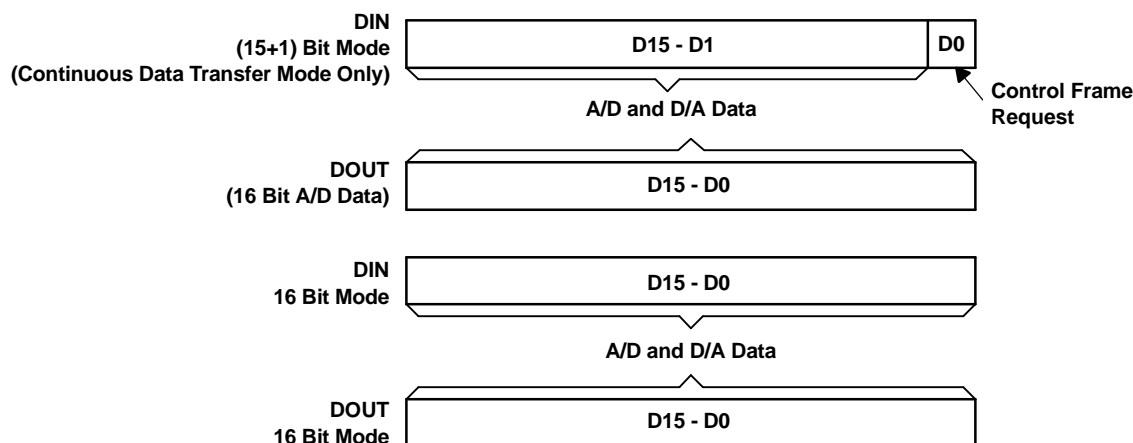 DIN
(15+1) Bit Mode
(Continuous Data Transfer Mode Only)
D15 - D1
D0
A/D and D/A Data
Control Frame
Request
DOUT
(16 Bit A/D Data)
D15 - D0
DIN
16 Bit Mode
D15 - D0
A/D and D/A Data
DOUT
16 Bit Mode
D15 - D0